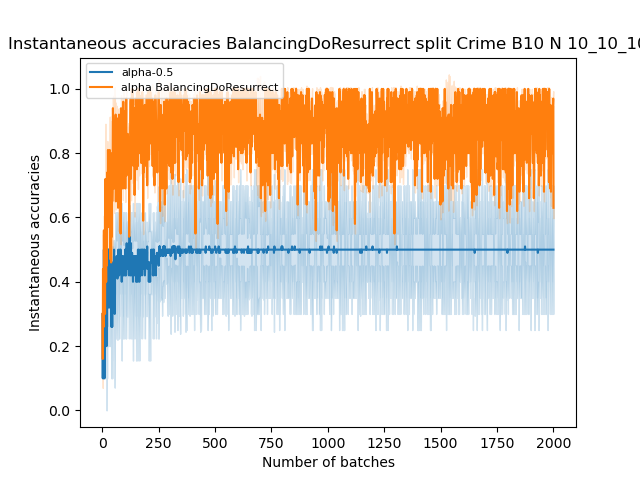 Instantaneous accuracies BalancingDoResurrect split Crime B10 N 10_10_10
alpha-0.5
alpha BalancingDoResurrect
1.0
0.8
0.6
0.4
0.2
0.0
Instantaneous accuracies
0 250 500 750 1000 1250 1500 1750 2000
Number of batches